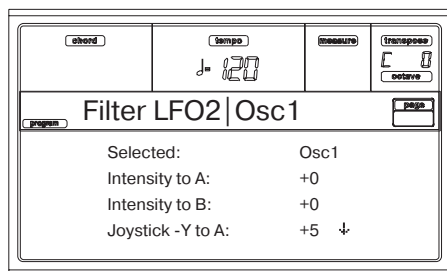 chord tempo measure transpose
♩= 120 C 0
octave
Filter LFO2|Osc1 page
program
Selected: Osc1
Intensity to A: +0
Intensity to B: +0
Joystick -Y to A: +5